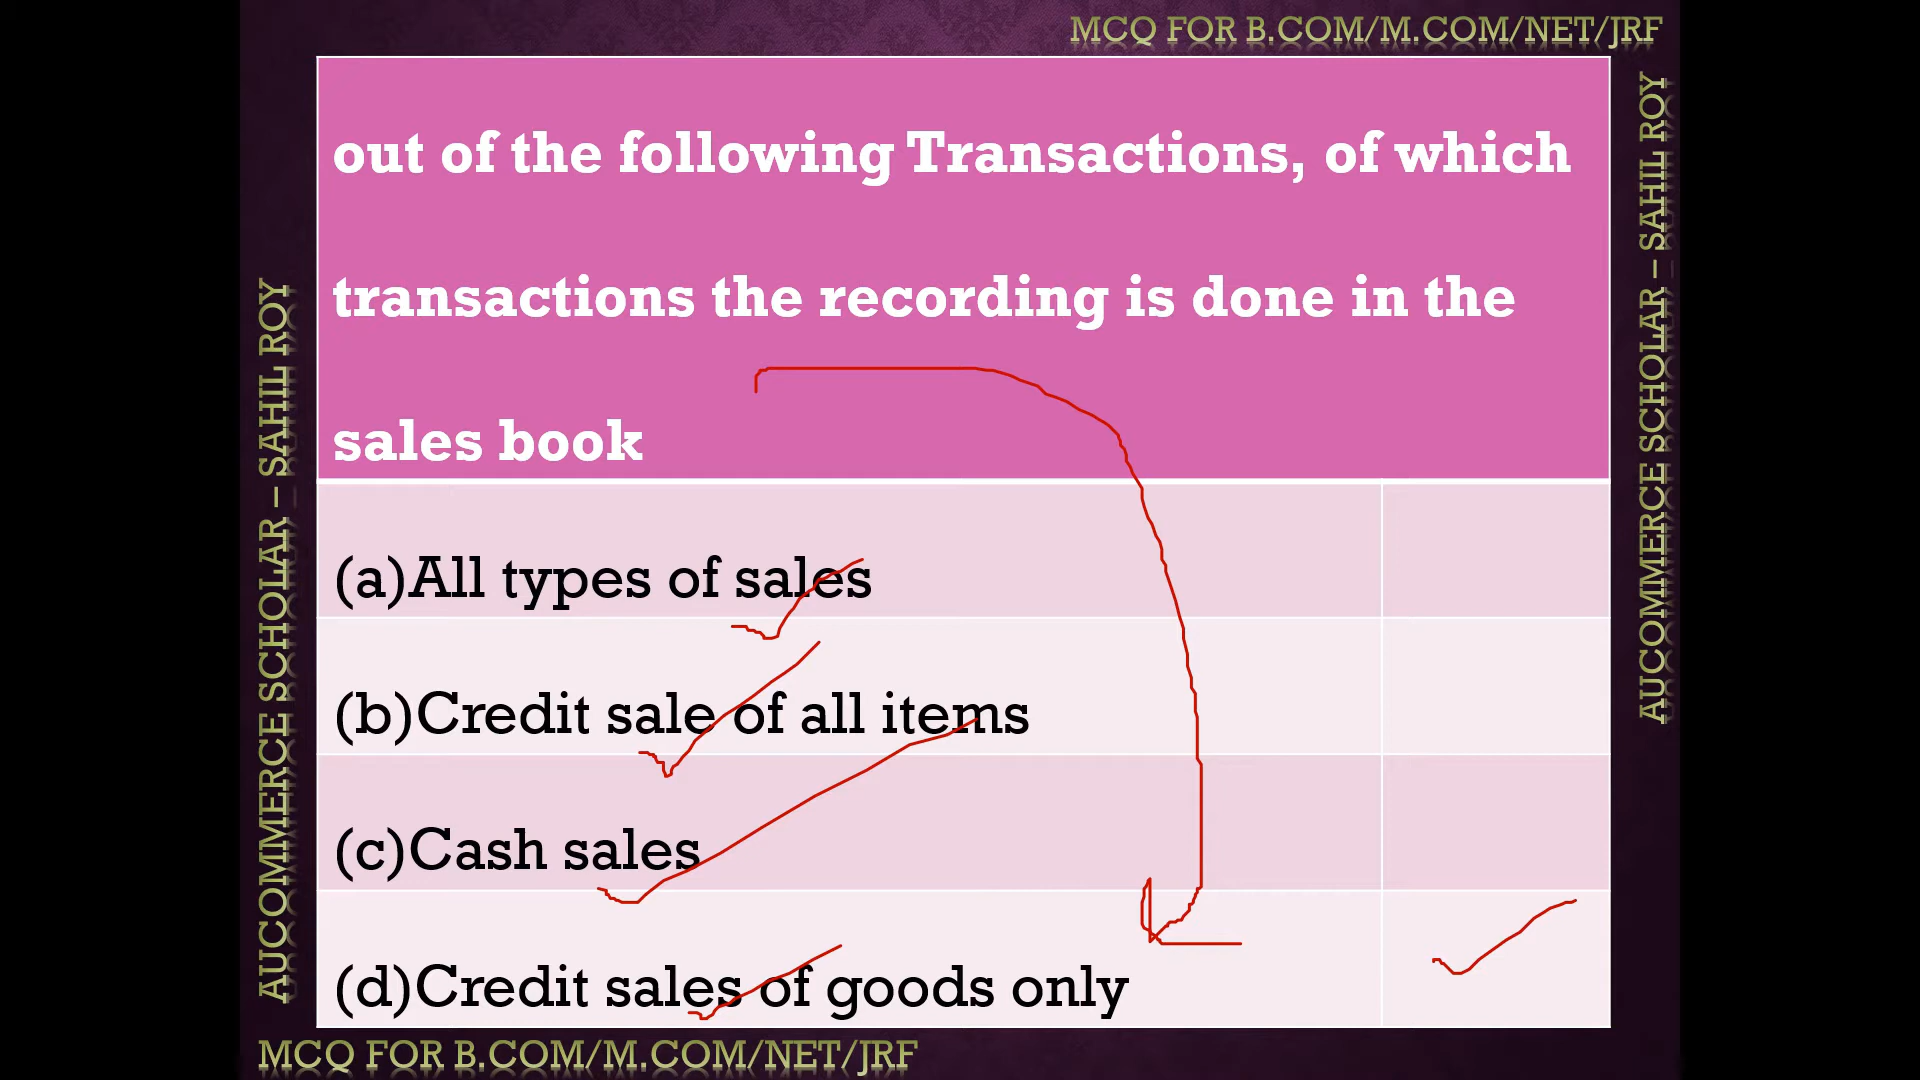 MCQ FOR B.COM/M.COM/NET/JRF
out of the following Transactions, of which
transactions the recording is done in the
sales book
(a)All types of sales
(b)Credit sale of all items
(c)Cash sales
(d)Credit sales of goods only
AUCOMMERCE SCHOLAR – SAHIL ROY
AUCOMMERCE SCHOLAR – SAHIL ROY
MCQ FOR B.COM/M.COM/NET/JRF